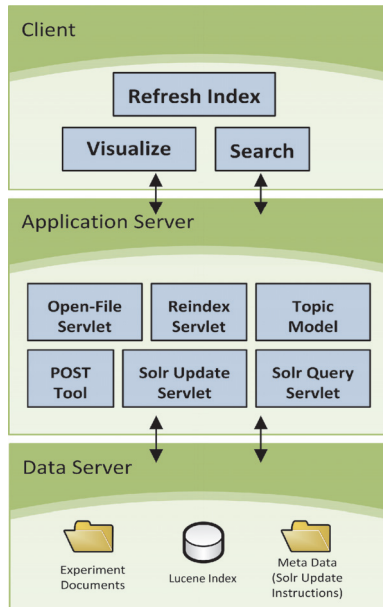 Client
Refresh Index
Visualize
Search
Application Server
Open-File
Servlet
Reindex
Servlet
Topic
Model
POST
Tool
Solr Update
Servlet
Solr Query
Servlet
Data Server
Experiment
Documents
Lucene Index
Meta Data
(Solr Update
Instructions)